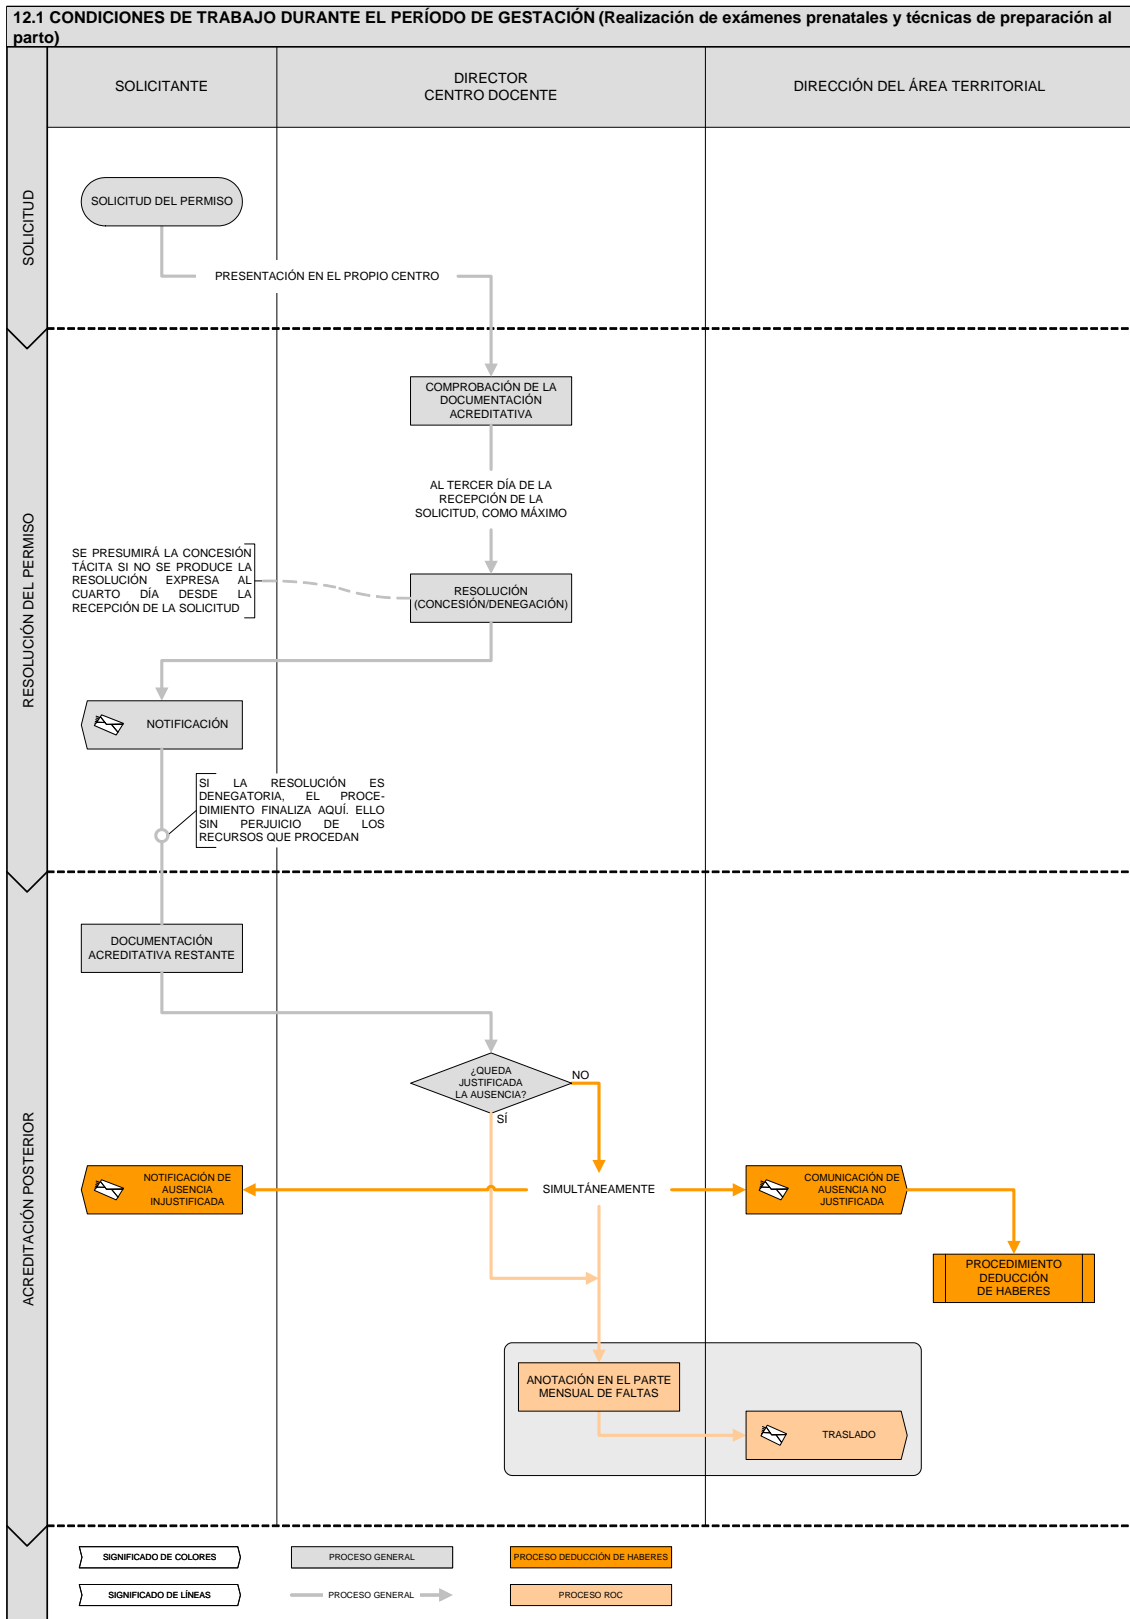 12.1 CONDICIONES DE TRABAJO DURANTE EL PERÍODO DE GESTACIÓN (Realización de exámenes prenatales y técnicas de preparación al
parto)
SOLICITANTE
DIRECTOR
CENTRO DOCENTE
DIRECCIÓN DEL ÁREA TERRITORIAL
SOLICITUD
SOLICITUD DEL PERMISO
PRESENTACIÓN EN EL PROPIO CENTRO
RESOLUCIÓN DEL PERMISO
COMPROBACIÓN DE LA
DOCUMENTACIÓN
ACREDITATIVA
AL TERCER DÍA DE LA
RECEPCIÓN DE LA
SOLICITUD, COMO MÁXIMO
SE PRESUMIRÁ LA CONCESIÓN
TÁCITA SI NO SE PRODUCE LA
RESOLUCIÓN EXPRESA AL
CUARTO DÍA DESDE LA
RECEPCIÓN DE LA SOLICITUD
RESOLUCIÓN
(CONCESIÓN/DENEGACIÓN)
NOTIFICACIÓN
SI LA RESOLUCIÓN ES
DENEGATORIA, EL PROCE-
DIMIENTO FINALIZA AQUÍ. ELLO
SIN PERJUICIO DE LOS
RECURSOS QUE PROCEDAN
ACREDITACIÓN POSTERIOR
DOCUMENTACIÓN
ACREDITATIVA RESTANTE
¿QUEDA
JUSTIFICADA
LA AUSENCIA?
NO
SÍ
NOTIFICACIÓN DE
AUSENCIA
INJUSTIFICADA
SIMULTÁNEAMENTE
COMUNICACIÓN DE
AUSENCIA NO
JUSTIFICADA
PROCEDIMIENTO
DEDUCCIÓN
DE HABERES
ANOTACIÓN EN EL PARTE
MENSUAL DE FALTAS
TRASLADO
SIGNIFICADO DE COLORES
PROCESO GENERAL
PROCESO DEDUCCIÓN DE HABERES
SIGNIFICADO DE LÍNEAS
PROCESO GENERAL
PROCESO ROC